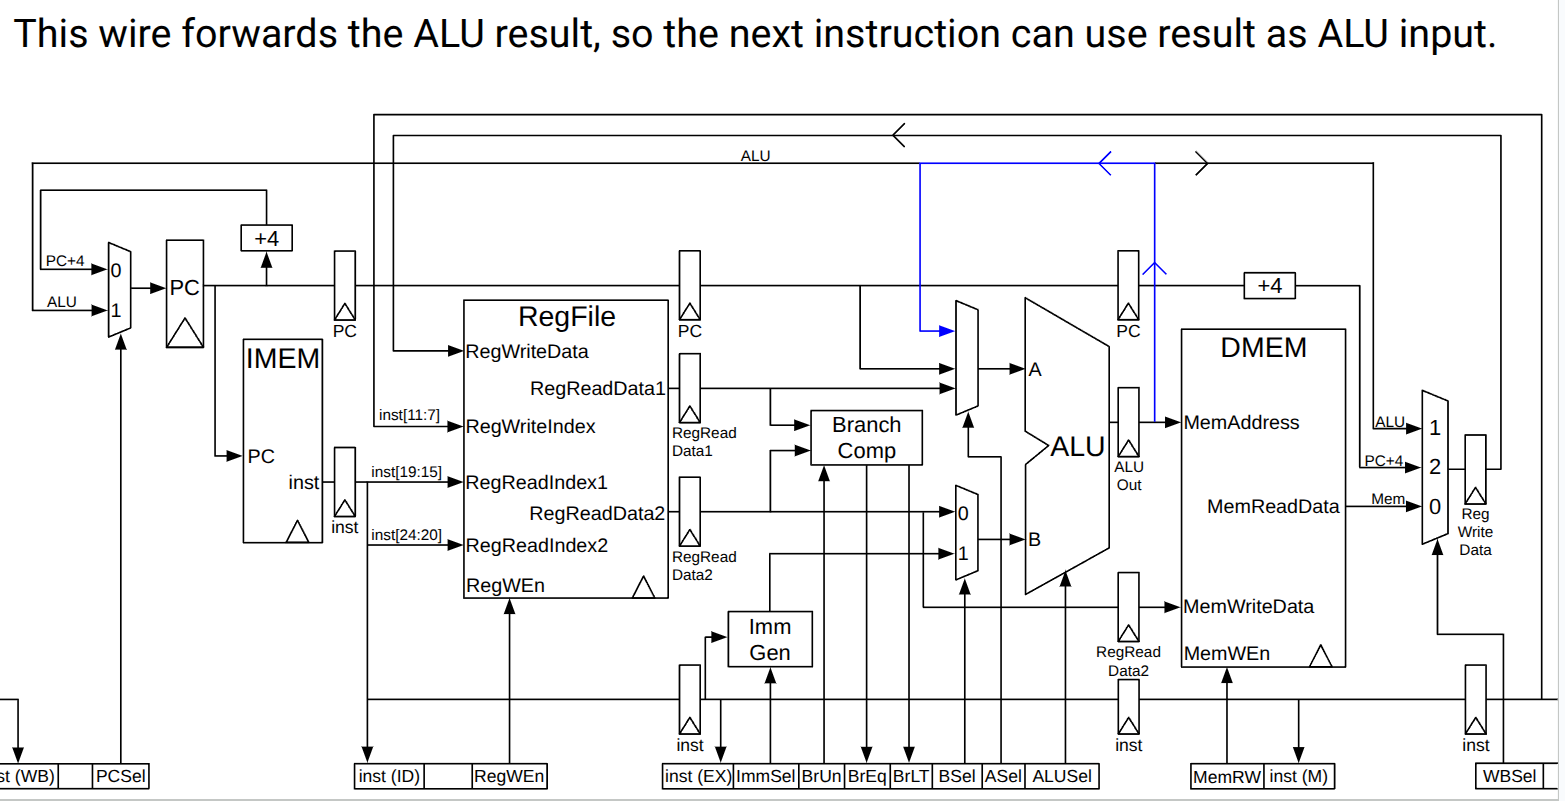 This wire forwards the ALU result, so the next instruction can use result as ALU input.
ALU
+4
PC+4
0
ALU
1
PC
PC
PC
PC
+4
IMEM
PC
inst
inst
RegFile
RegWriteData
RegReadData1
inst[11:7]
RegWriteIndex
inst[19:15]
RegReadIndex1
RegReadData2
inst[24:20]
RegReadIndex2
RegWEn
RegRead
Data1
RegRead
Data2
Branch
Comp
0
1
Imm
Gen
A
ALU
B
ALU
Out
RegRead
Data2
DMEM
MemAddress
MemReadData
MemWriteData
MemWEn
ALU
1
PC+4
2
Mem
0
Reg
Write
Data
inst
inst
inst
st (WB)
PCSel
inst (ID)
RegWEn
inst (EX)
ImmSel
BrUn
BrEq
BrLT
BSel
ASel
ALUSel
MemRW
inst (M)
WBSel